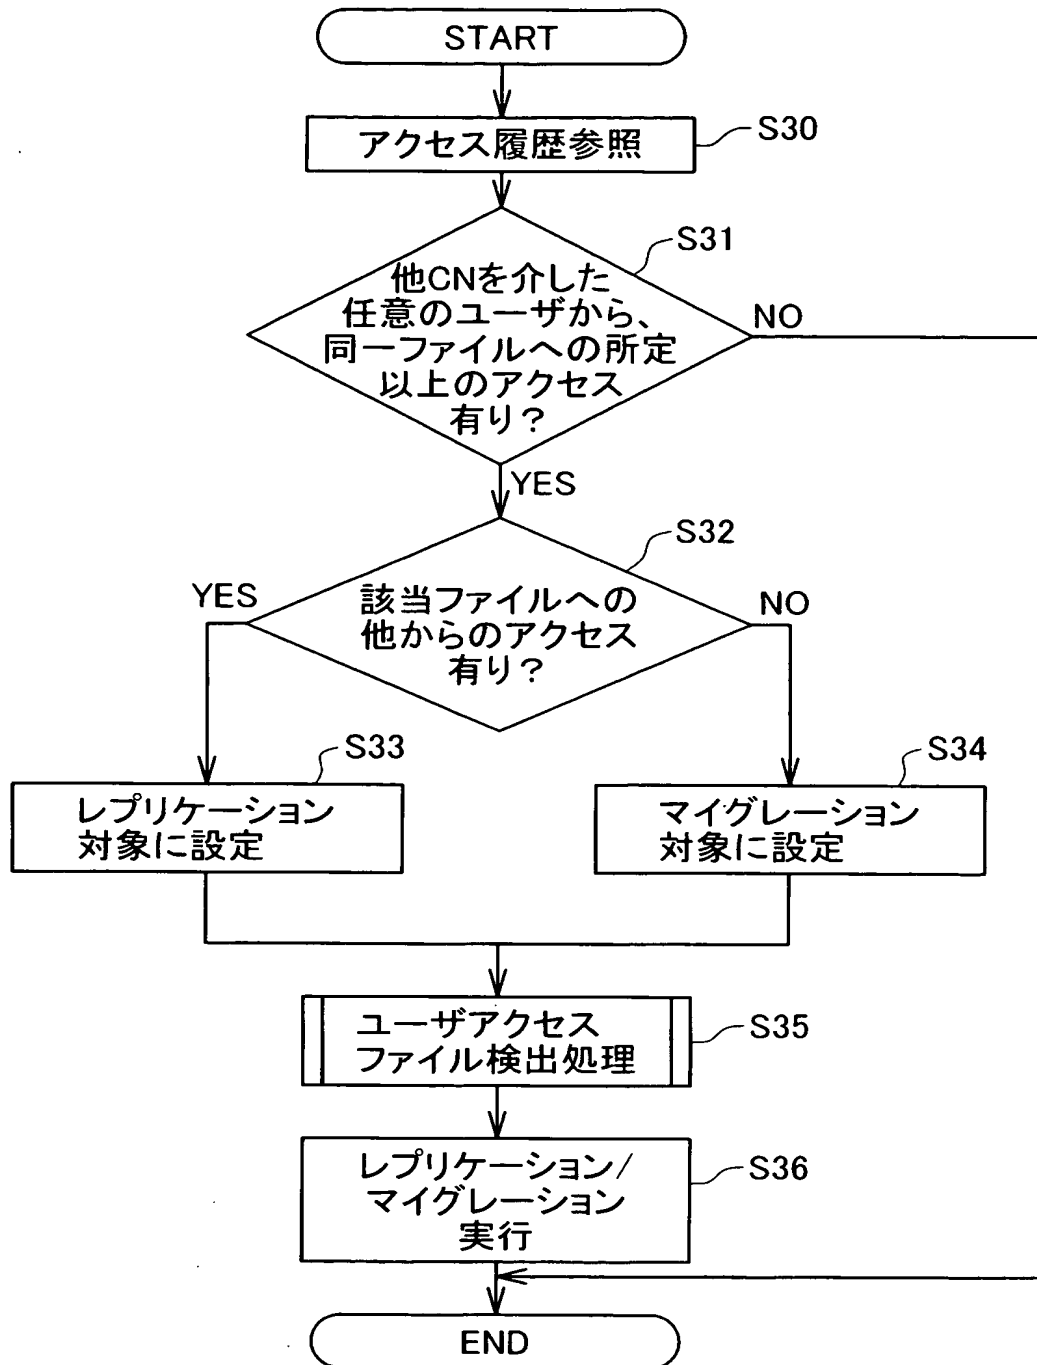 START
アクセス履歴参照
S30
S31
他CNを介した
任意のユーザから、
同一ファイルへの所定
以上のアクセス
有り？
NO
YES
S32
YES
該当ファイルへの
他からのアクセス
有り？
NO
S33
レプリケーション
対象に設定
S34
マイグレーション
対象に設定
ユーザアクセス
ファイル検出処理
S35
レプリケーション/
マイグレーション
実行
S36
END